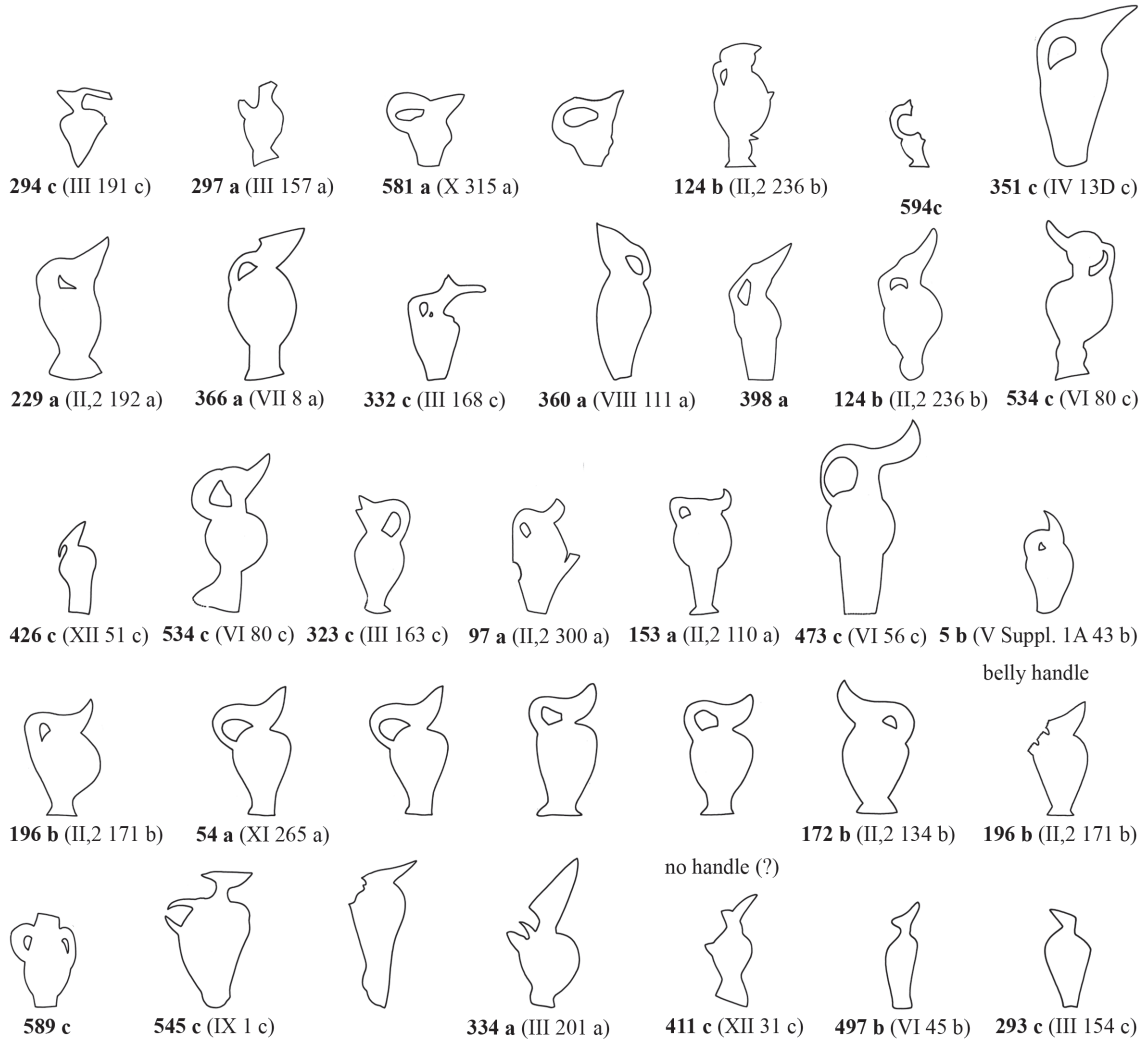 294 c (III 191 c) 297 a (III 157 a) 581 a (X 315 a) 124 b (II,2 236 b) 351 c (IV 13D c)
594c
229 a (II,2 192 a) 366 a (VII 8 a) 332 c (III 168 c) 360 a (VIII 111 a) 398 a 124 b (II,2 236 b) 534 c (VI 80 c)
426 c (XII 51 c) 534 c (VI 80 c) 323 c (III 163 c) 97 a (II,2 300 a) 153 a (II,2 110 a) 473 c (VI 56 c) 5 b (V Suppl. 1A 43 b)
belly handle
196 b (II,2 171 b) 54 a (XI 265 a) 172 b (II,2 134 b) 196 b (II,2 171 b)
no handle (?)
589 c 545 c (IX 1 c) 334 a (III 201 a) 411 c (XII 31 c) 497 b (VI 45 b) 293 c (III 154 c)